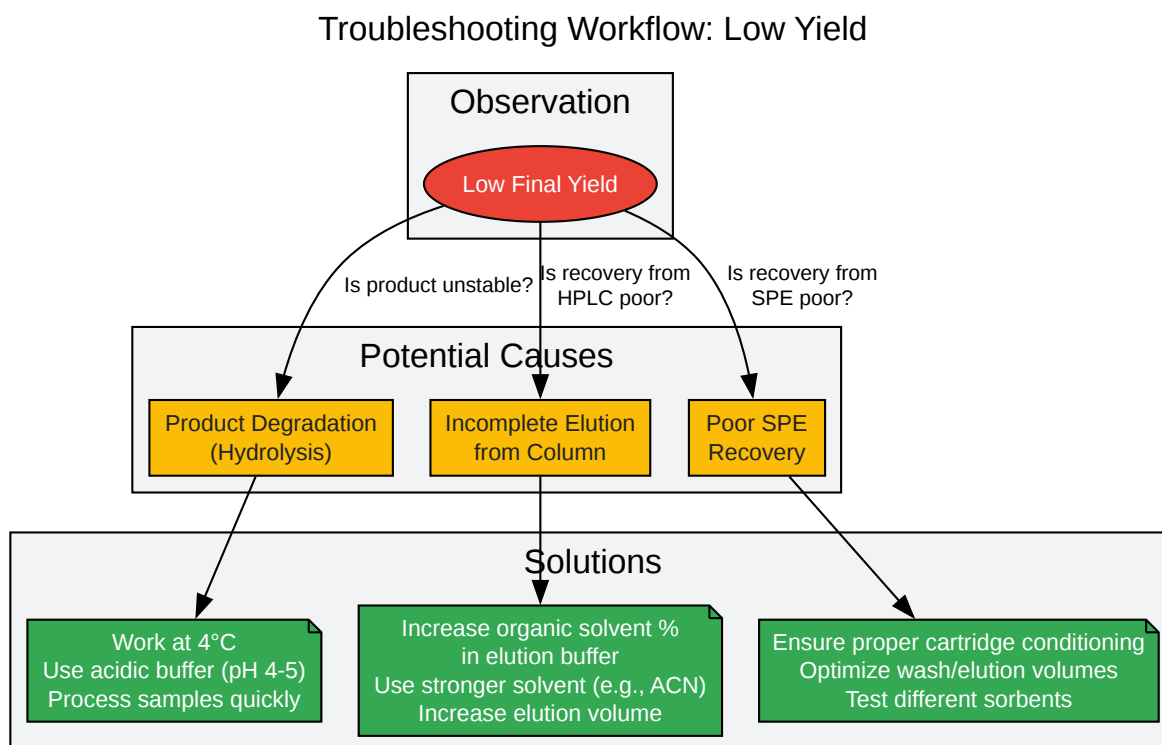 Troubleshooting Workflow: Low Yield
Observation
Low Final Yield
Is product unstable?
Is recovery from
HPLC poor?
Is recovery from
SPE poor?
Potential Causes
Product Degradation
(Hydrolysis)
Incomplete Elution
from Column
Poor SPE
Recovery
Solutions
Work at 4°C
Use acidic buffer (pH 4-5)
Process samples quickly
Increase organic solvent %
in elution buffer
Use stronger solvent (e.g., ACN)
Increase elution volume
Ensure proper cartridge conditioning
Optimize wash/elution volumes
Test different sorbents